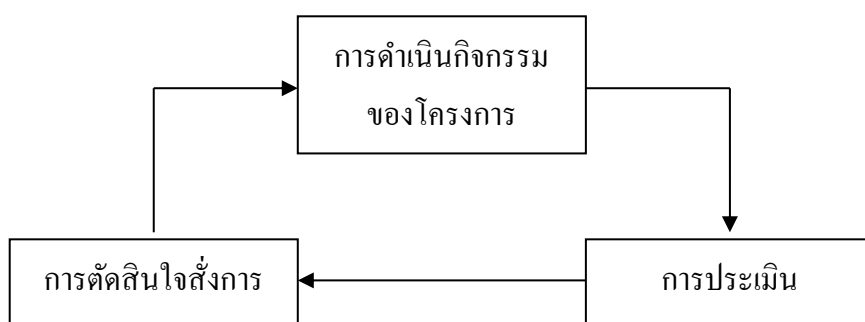 การดำเนินกิจกรรม
ของโครงการ
การตัดสินใจสั่งการ
การประเมิน